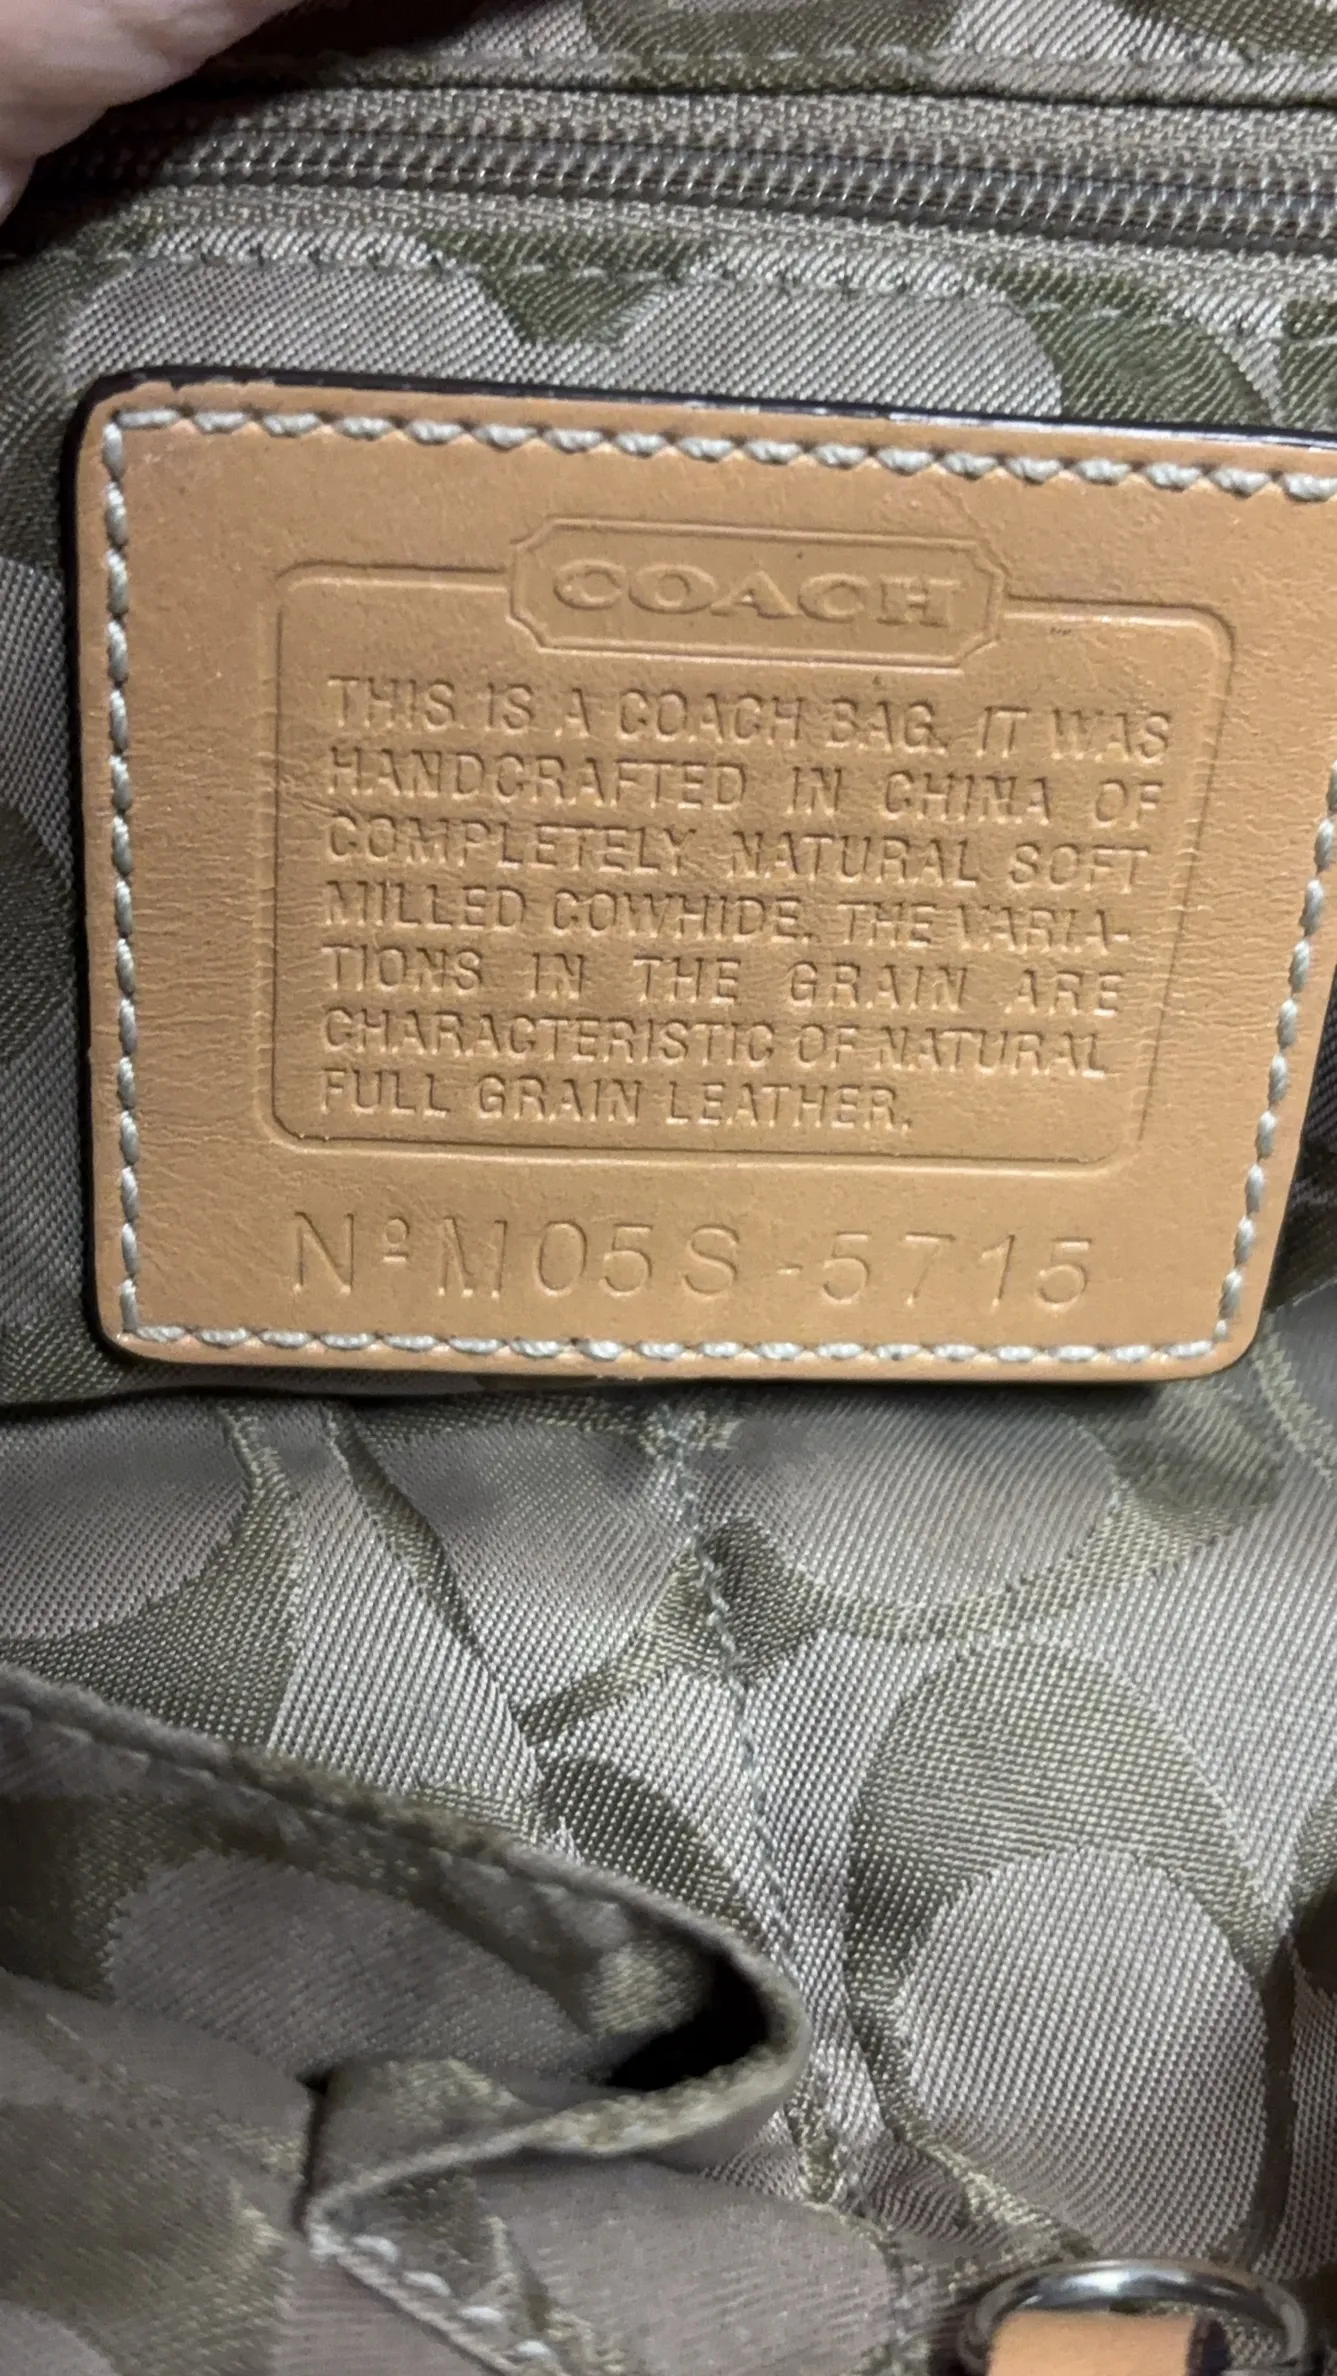 COACH
THIS IS A COACH BAG. IT WAS
HANDCRAFTED IN CHINA OF
COMPLETELY NATURAL SOFT
MILLED COWHIDE. THE VARIA-
TIONS IN THE GRAIN ARE
CHARACTERISTIC OF NATURAL
FULL GRAIN LEATHER.
Nº M05S-5715